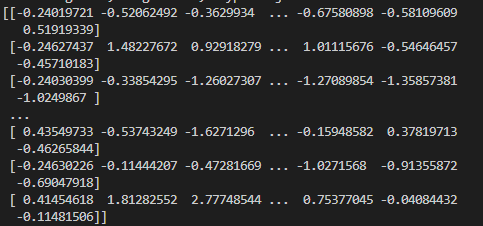 [[-0.24019721 -0.52062492 -0.3629934  ... -0.67580898 -0.58109609
   0.51919339]
 [-0.24627437  1.48227672  0.92918279 ...  1.01115676 -0.54646457
  -0.45710183]
 [-0.24030399 -0.33854295 -1.26027307 ... -1.27089854 -1.35857381
  -1.0249867 ]
 ...
 [ 0.43549733 -0.53743249 -1.6271296  ... -0.15948582  0.37819713
  -0.46265844]
 [-0.24630226 -0.11444207 -0.47281669 ... -1.0271568  -0.91355872
  -0.69047918]
 [ 0.41454618  1.81282552  2.77748544 ...  0.75377045 -0.04084432
  -0.11481506]]